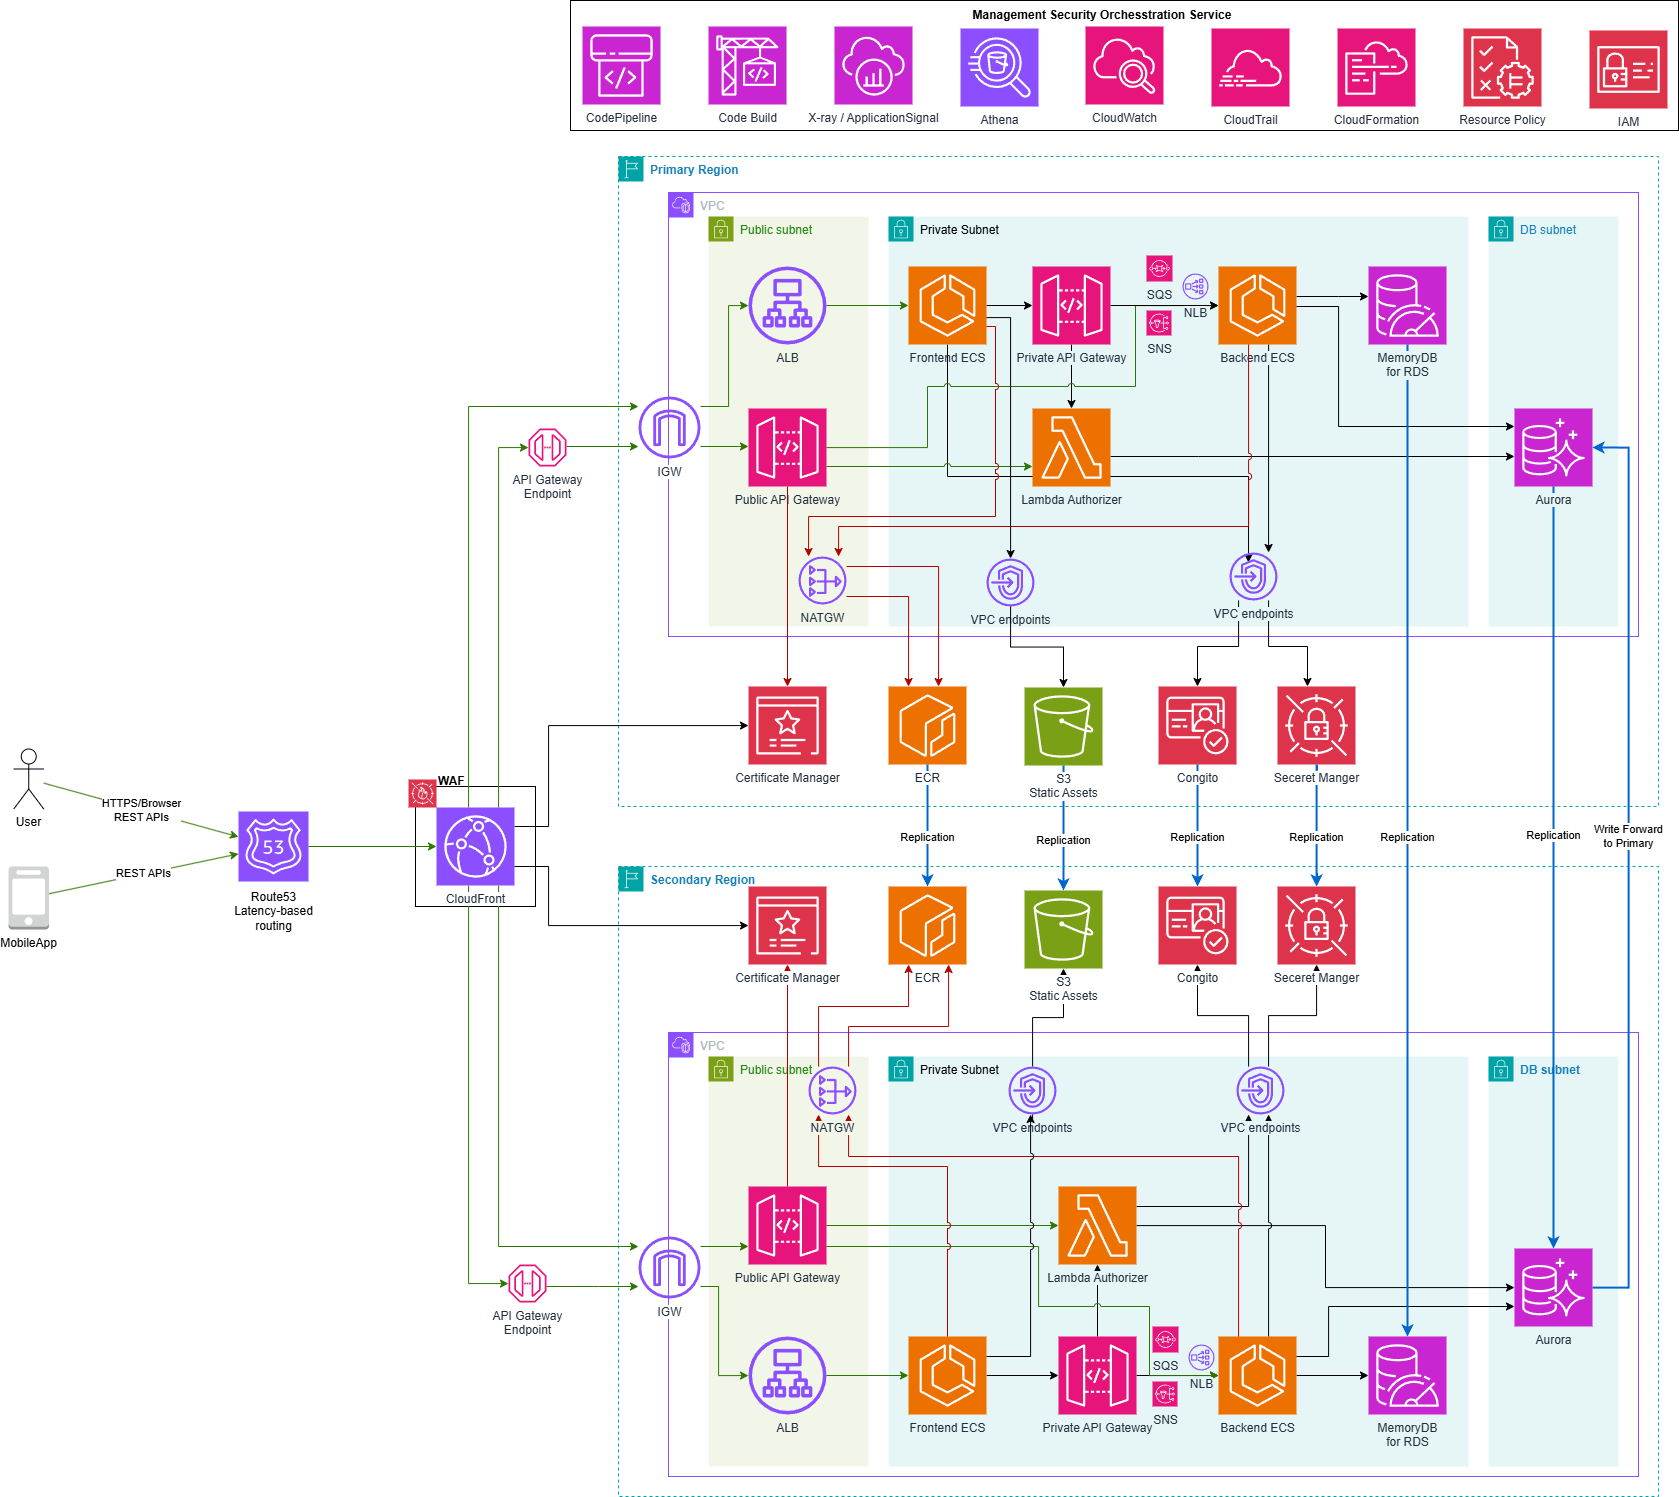 Management Security Orchesstration Service
CodePipeline
Code Build
X-ray / ApplicationSignal
Athena
CloudWatch
CloudTrail
CloudFormation
Resource Policy
IAM
Primary Region
VPC
Public subnet
Private Subnet
DB subnet
ALB
Frontend ECS
Private API Gateway
SQS
SNS
NLB
Backend ECS
MemoryDB
for RDS
API Gateway
Endpoint
IGW
Public API Gateway
Lambda Authorizer
Aurora
NATGW
VPC endpoints
VPC endpoints
Certificate Manager
ECR
S3
Static Assets
Congito
Seceret Manger
User
HTTPS/Browser
REST APIs
REST APIs
MobileApp
53
Route53
Latency-based
routing
WAF
CloudFront
Replication
Replication
Replication
Replication
Replication
Replication
Write Forward
to Primary
Secondary Region
Certificate Manager
ECR
S3
Static Assets
Congito
Seceret Manger
VPC
Public subnet
Private Subnet
DB subnet
NATGW
VPC endpoints
VPC endpoints
Public API Gateway
Lambda Authorizer
IGW
API Gateway
Endpoint
Aurora
ALB
Frontend ECS
Private API Gateway
SQS
SNS
NLB
Backend ECS
MemoryDB
for RDS